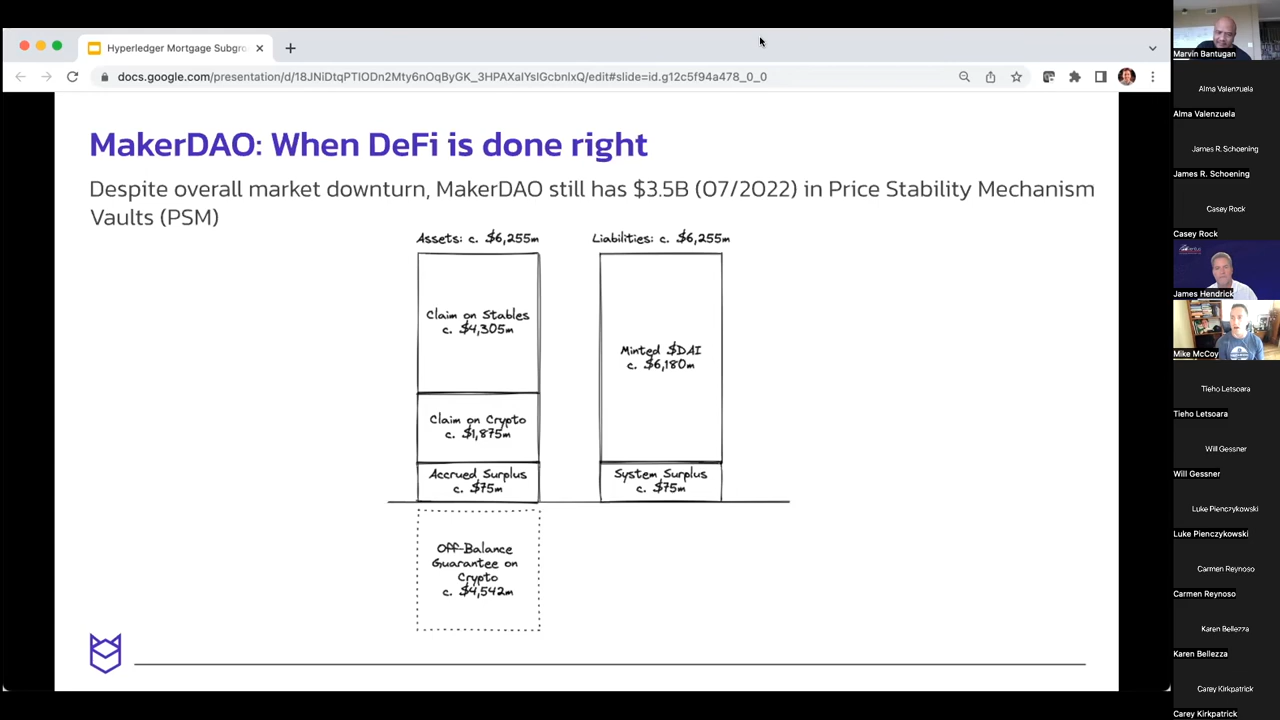 Hyperledger Mortgage Subgro
docs.google.com/presentation/d/18JNiDtqPTIODn2Mty6nOqByGK_3HPAXaIYsIGcbnlxQ/edit#slide=id.g12c5f94a478_0_0
MakerDAO: When DeFi is done right
Despite overall market downturn, MakerDAO still has $3.5B (07/2022) in Price Stability Mechanism
Vaults (PSM)
Assets: c. $6,255m
Claim on Stables
c. $4,305m
Claim on Crypto
c. $1,875m
Accrued Surplus
c. $75m
Off-Balance
Guarantee on
Crypto
c. $4,542m
Liabilities: c. $6,255m
Minted $DAI
c. $6,180m
System Surplus
c. $75m
Marvin Bantugan
Alma Valenzuela
Alma Valenzuela
James R. Schoening
James R. Schoening
Casey Rock
Casey Rock
James Hendrick
Mike McCoy
Tieho Letsoara
Tieho Letsoara
Will Gessner
Will Gessner
Luke Pienczykowski
Luke Pienczykowski
Carmen Reynoso
Carmen Reynoso
Karen Bellezza
Karen Bellezza
Carey Kirkpatrick
Carey Kirkpatrick